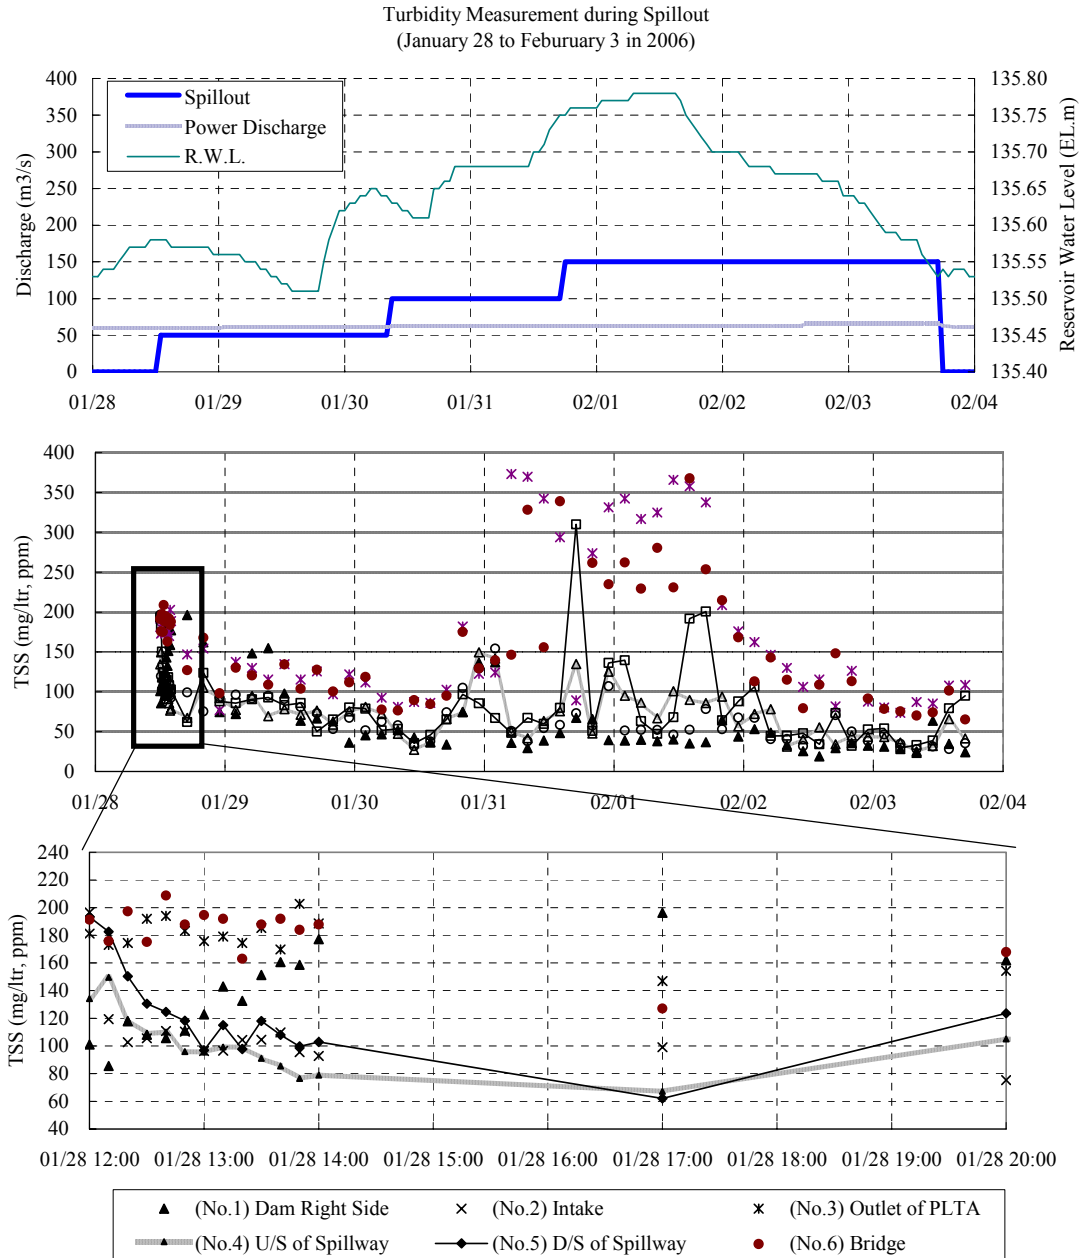 Turbidity Measurement during Spillout
(January 28 to Feburuary 3 in 2006)
400
350
300
250
200
150
100
50
0
Discharge (m3/s)
Spillout
Power Discharge
R.W.L.
135.80
135.75
135.70
135.65
135.60
135.55
135.50
135.45
135.40
Reservoir Water Level (EL.m)
01/28 01/29 01/30 01/31 02/01 02/02 02/03 02/04
400
350
300
250
200
150
100
50
0
TSS (mg/ltr, ppm)
01/28 01/29 01/30 01/31 02/01 02/02 02/03 02/04
240
220
200
180
160
140
120
100
80
60
40
TSS (mg/ltr, ppm)
01/28 12:00 01/28 13:00 01/28 14:00 01/28 15:00 01/28 16:00 01/28 17:00 01/28 18:00 01/28 19:00 01/28 20:00
(No.1) Dam Right Side (No.2) Intake (No.3) Outlet of PLTA
(No.4) U/S of Spillway (No.5) D/S of Spillway (No.6) Bridge